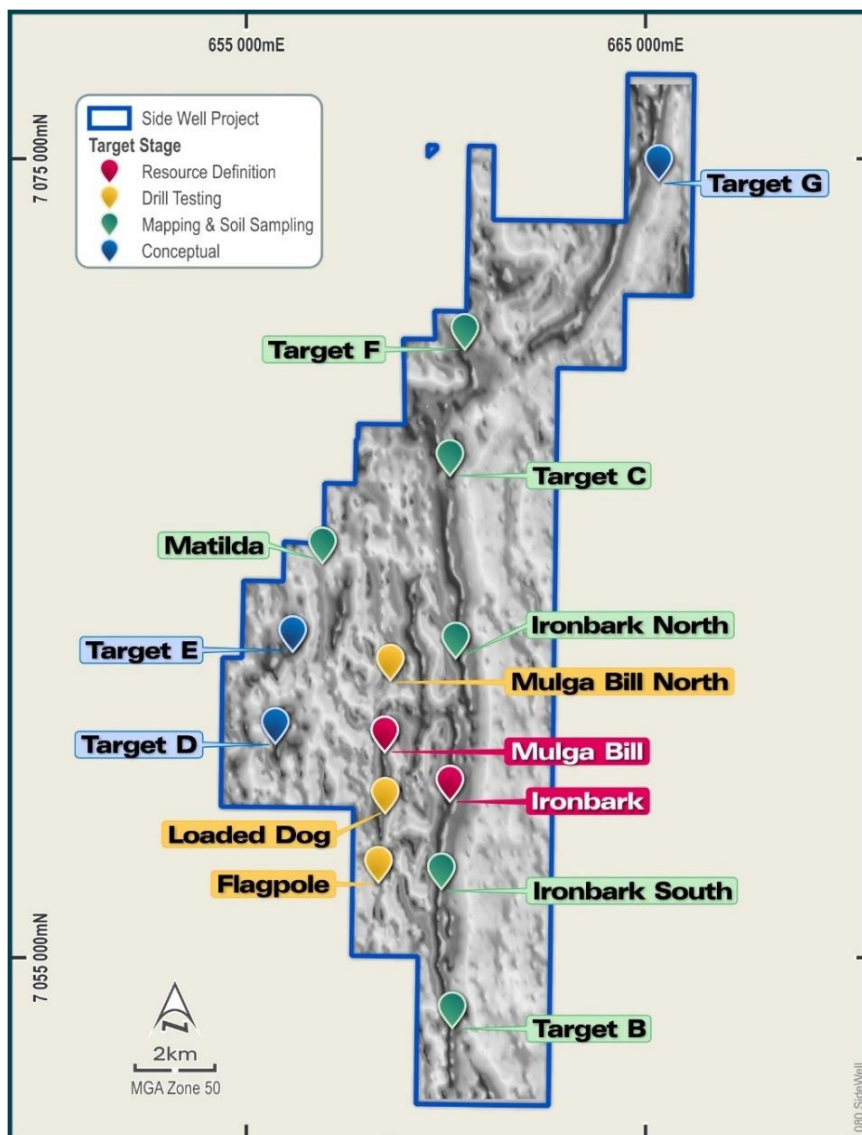 655 000mE
665 000mE
Side Well Project
Target Stage
Resource Definition
Drill Testing
Mapping & Soil Sampling
Conceptual
7 075 000mN
Target G
Target F
Target C
Matilda
Ironbark North
Target E
Mulga Bill North
Target D
Mulga Bill
Ironbark
Loaded Dog
Flagpole
Ironbark South
7 055 000mN
Target B
N
2km
MGA Zone 50
080 SideWell